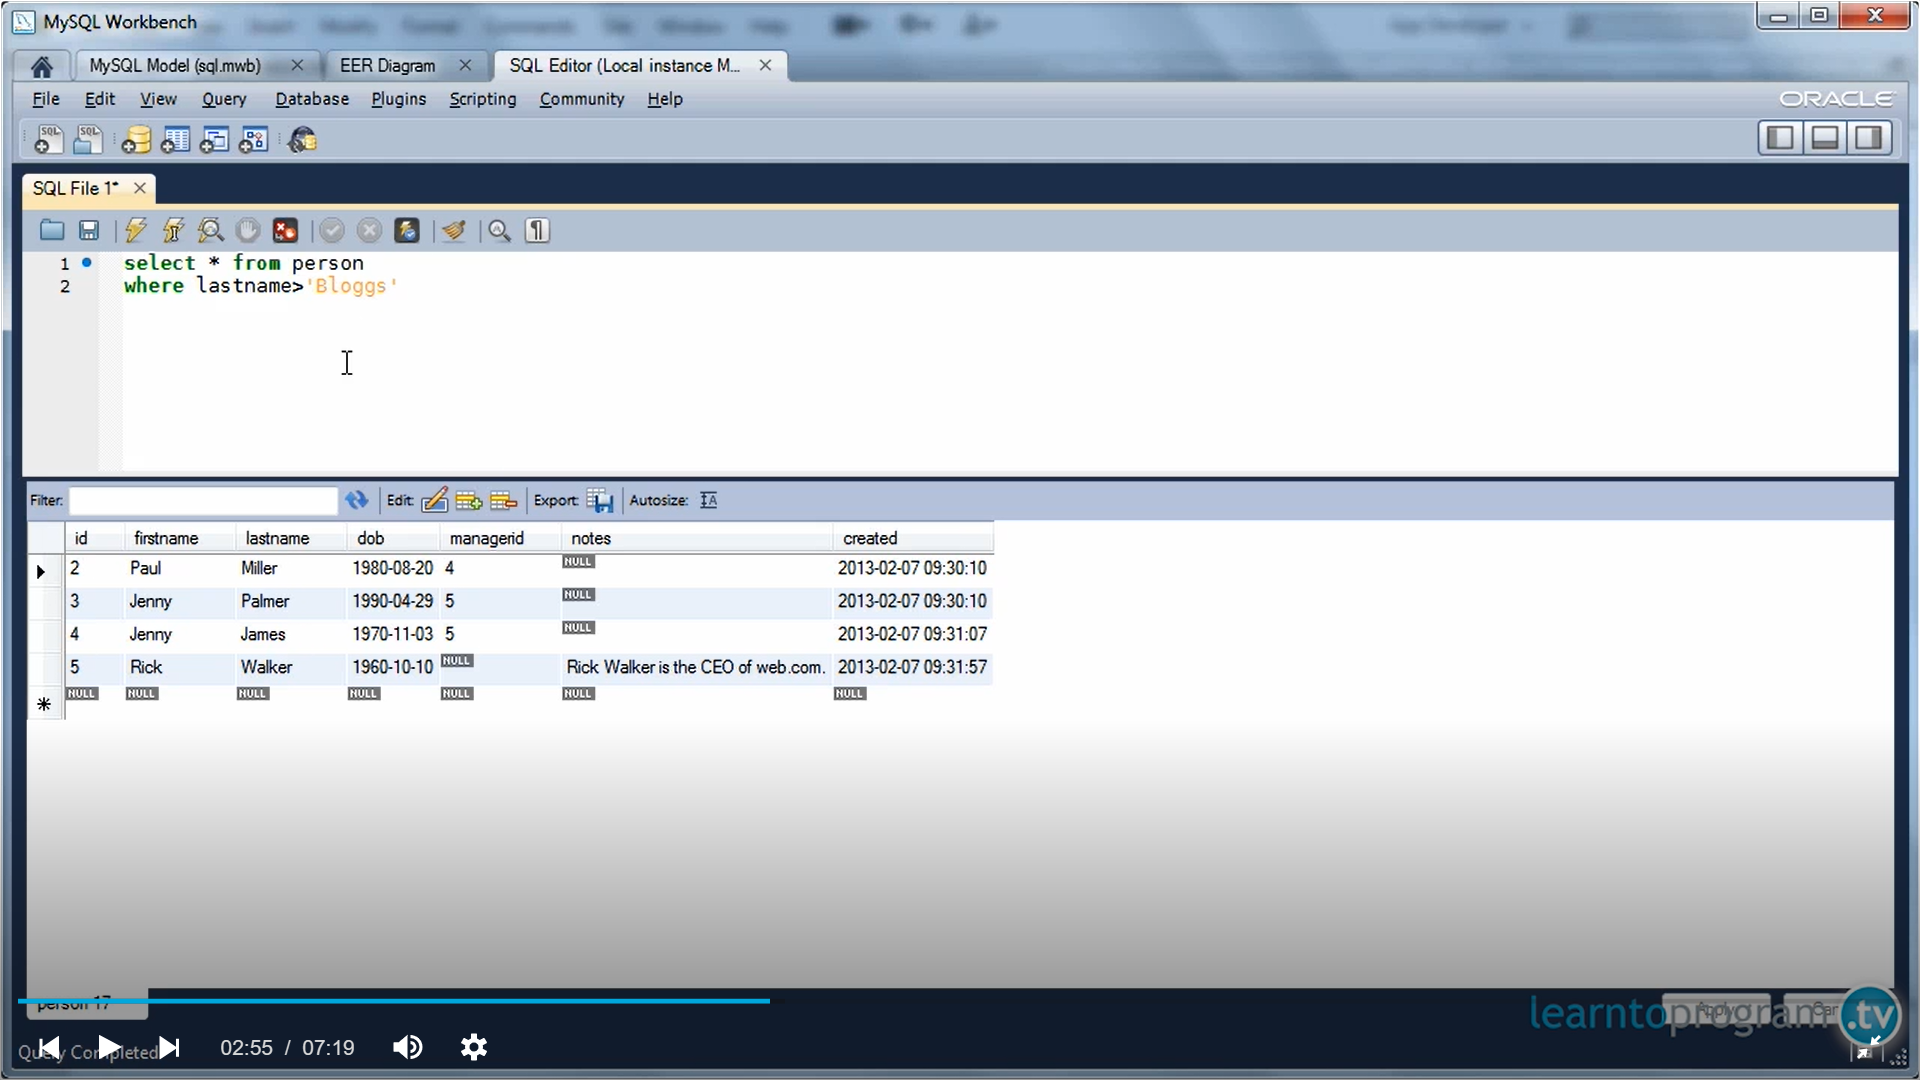 MySQL Workbench
MySQL Model (sql.mwb)
EER Diagram
SQL Editor (Local instance M...
File Edit View Query Database Plugins Scripting Community Help
ORACLE
SQL File 1*
1 select * from person
2 where lastname>'Bloggs'
Filter: Edit: Export: Autosize:
id firstname lastname dob managerid notes created
2 Paul Miller 1980-08-20 4 NULL 2013-02-07 09:30:10
3 Jenny Palmer 1990-04-29 5 NULL 2013-02-07 09:30:10
4 Jenny James 1970-11-03 5 NULL 2013-02-07 09:31:07
5 Rick Walker 1960-10-10 NULL Rick Walker is the CEO of web.com. 2013-02-07 09:31:57
NULL NULL NULL NULL NULL NULL NULL
person 17
learntoprogram.tv
Apply
Query Completed
02:55 / 07:19